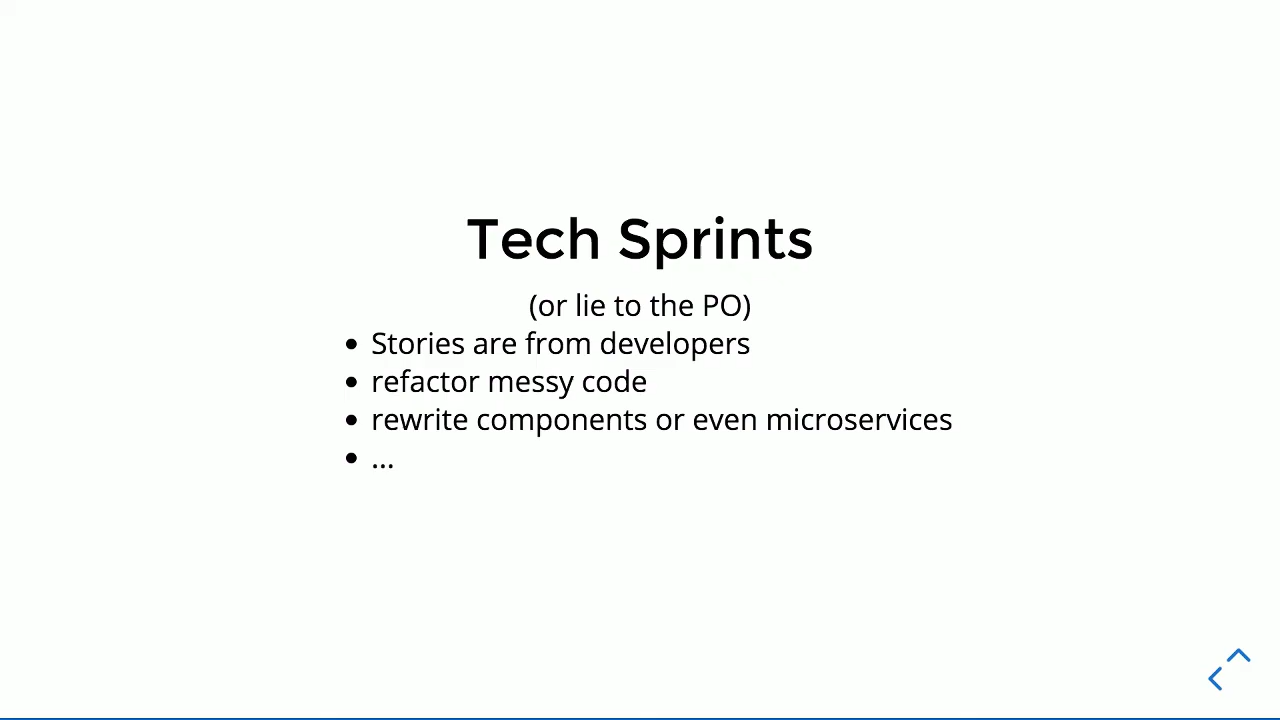 Tech Sprints
(or lie to the PO)
• Stories are from developers
• refactor messy code
• rewrite components or even microservices
• ...